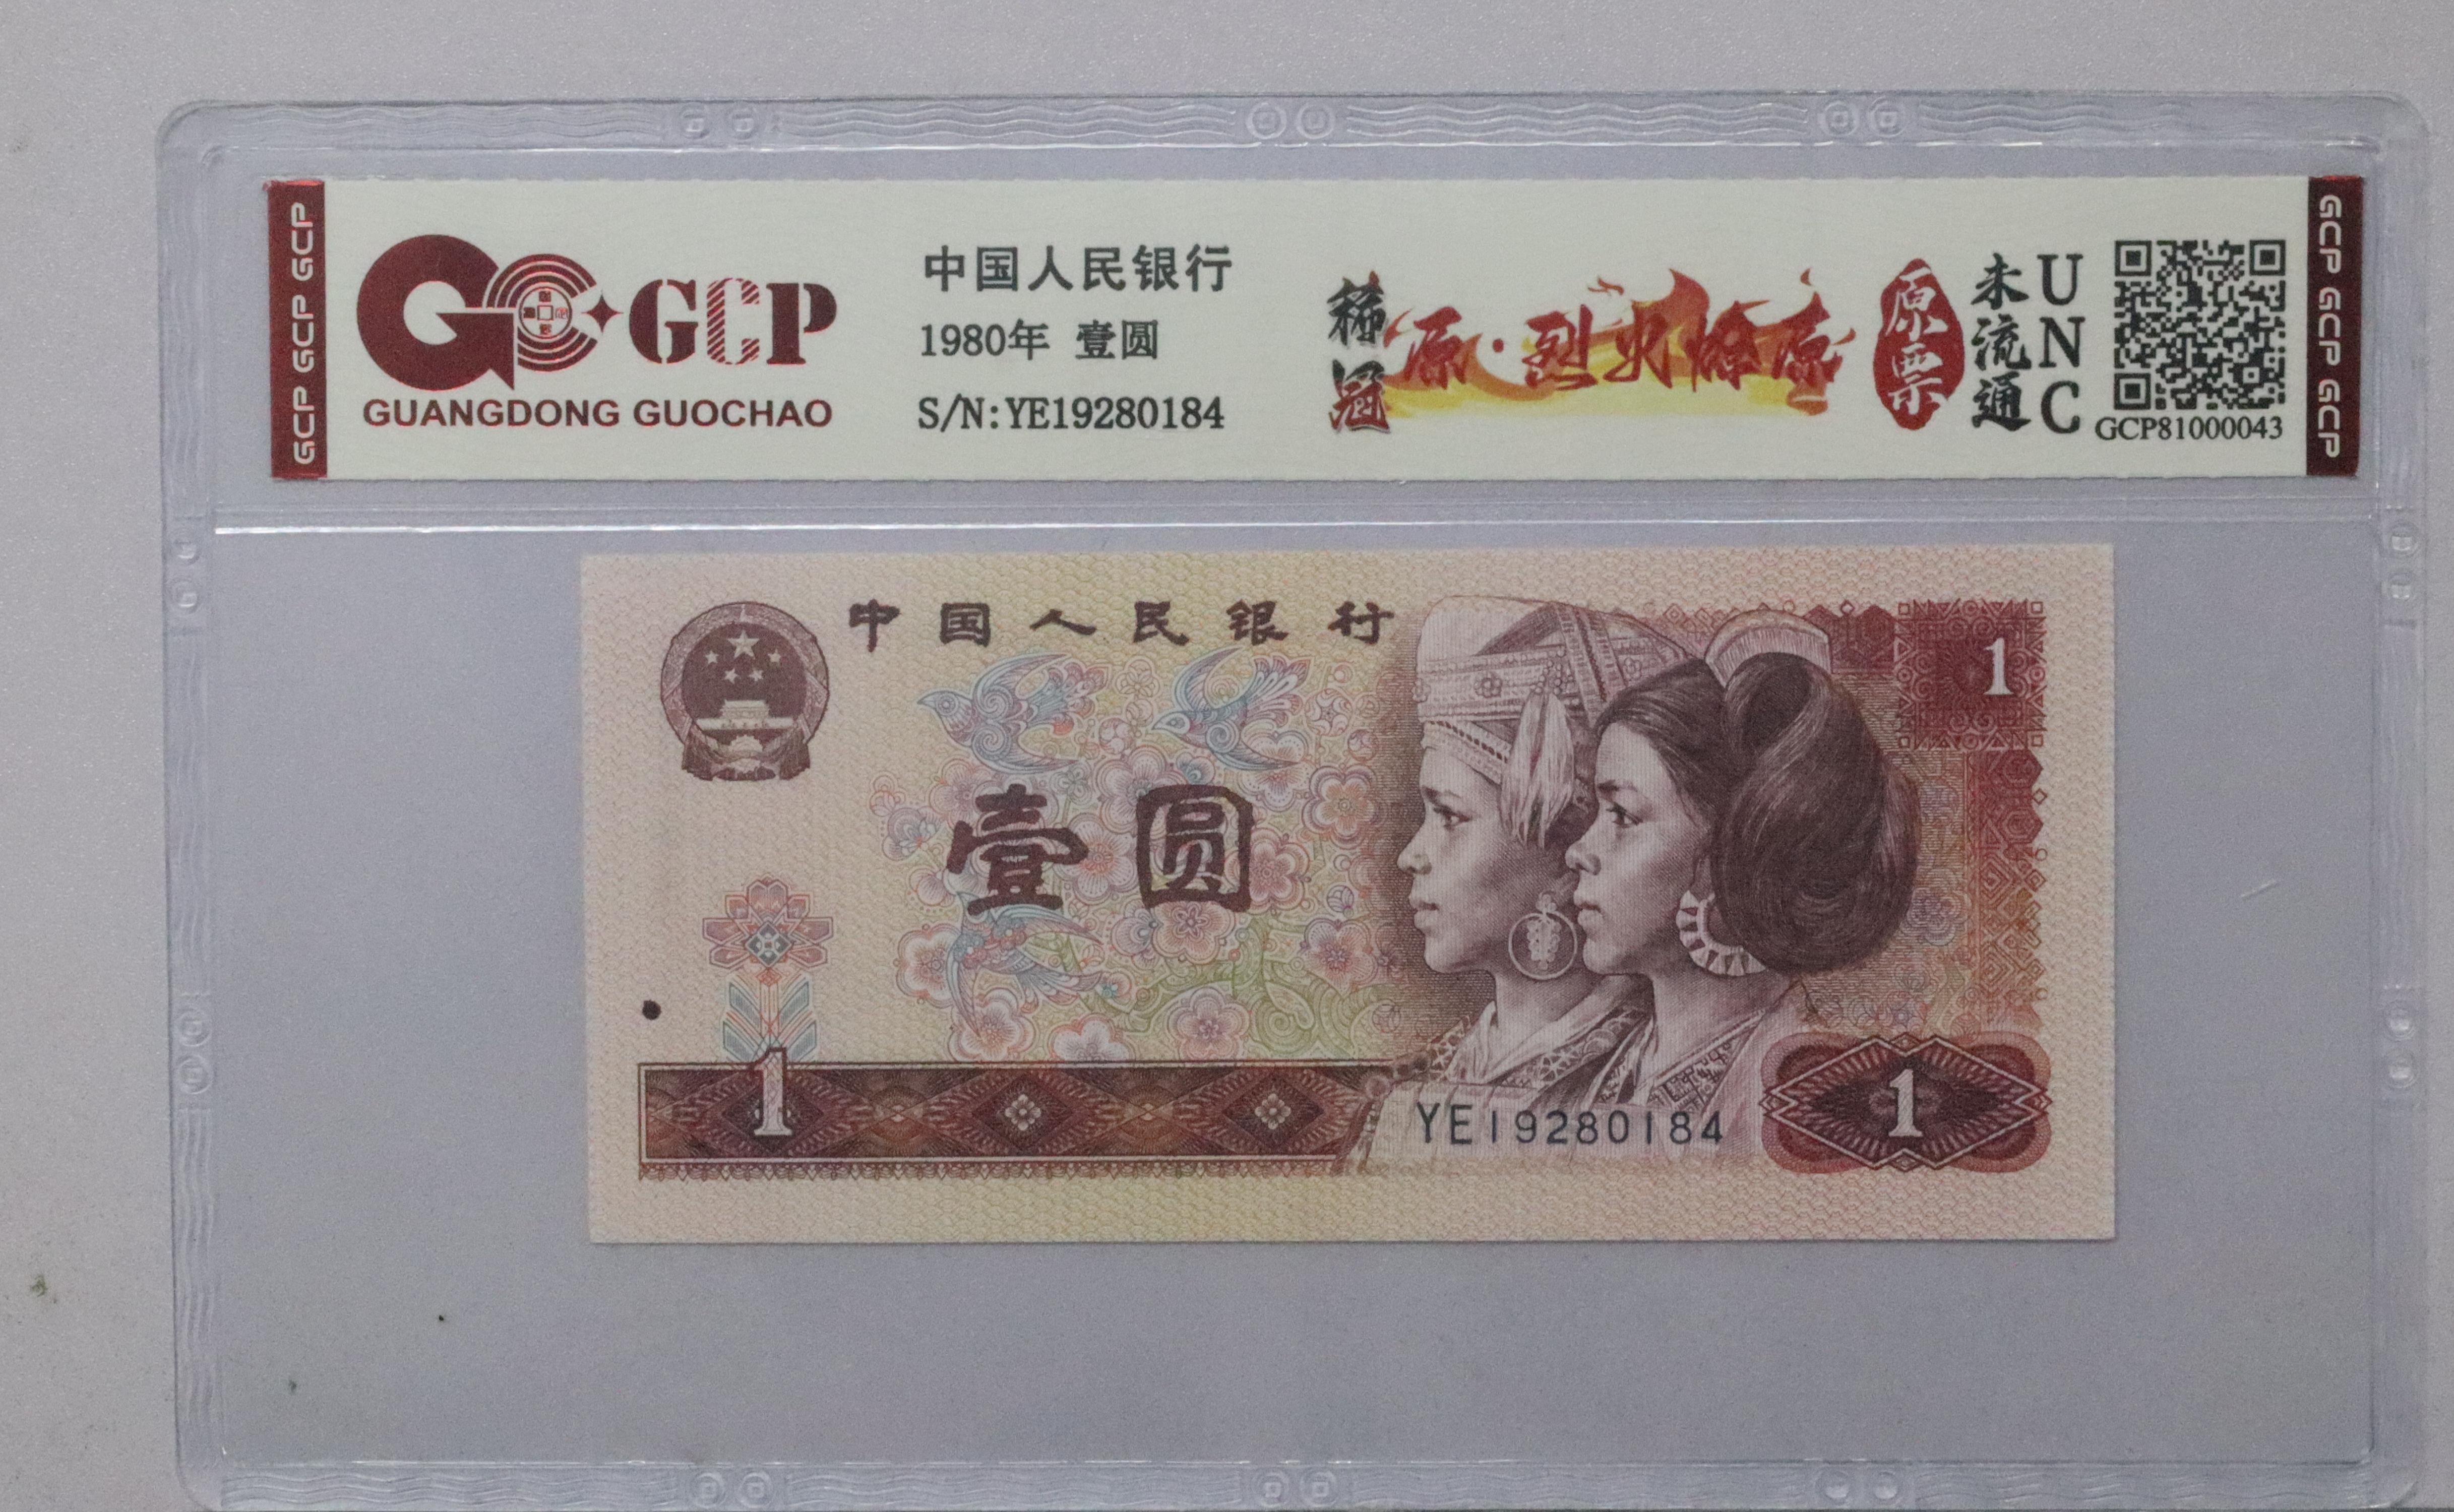 GCP GCP GCP
GCP
GUANGDONG GUOCHAO
中国人民银行
1980年 壹圆
S/N:YE19280184
稀冠
原·烈火燎原
原票
未流通
UNC
GCP81000043
GCP GCP GCP
中国人民银行
1
壹圆
1
YE19280184
1